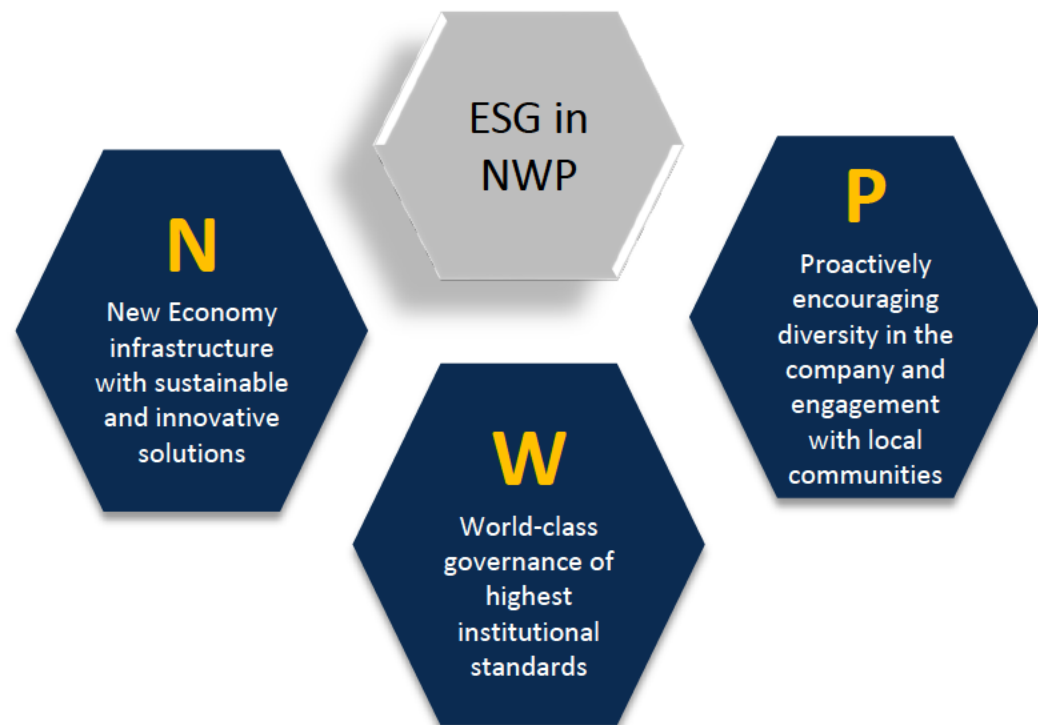 ESG in
NWP
N
New Economy
infrastructure
with sustainable
and innovative
solutions
W
World-class
governance of
highest
institutional
standards
P
Proactively
encouraging
diversity in the
company and
engagement
with local
communities